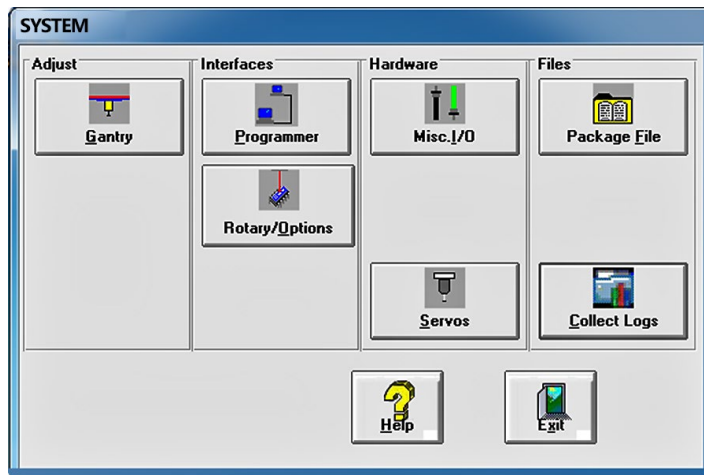 SYSTEM
Adjust
Interfaces
Hardware
Files
Gantry
Programmer
Misc.I/O
Package File
Rotary/Options
Servos
Collect Logs
Help
Exit